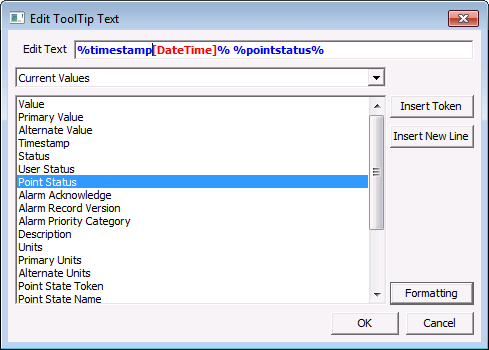 Edit ToolTip Text
Edit Text %timestamp[DateTime]% %pointstatus%
Current Values
Value
Primary Value
Alternate Value
Timestamp
Status
User Status
Point Status
Alarm Acknowledge
Alarm Record Version
Alarm Priority Category
Description
Units
Primary Units
Alternate Units
Point State Token
Point State Name
Insert Token
Insert New Line
Formatting
OK Cancel